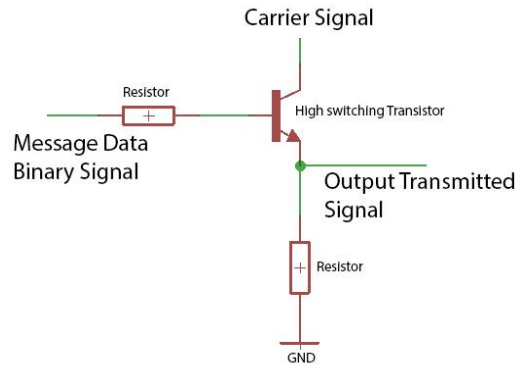 Carrier Signal
Resistor
High switching Transistor
Message Data
Binary Signal
Output Transmitted
Signal
Resistor
GND